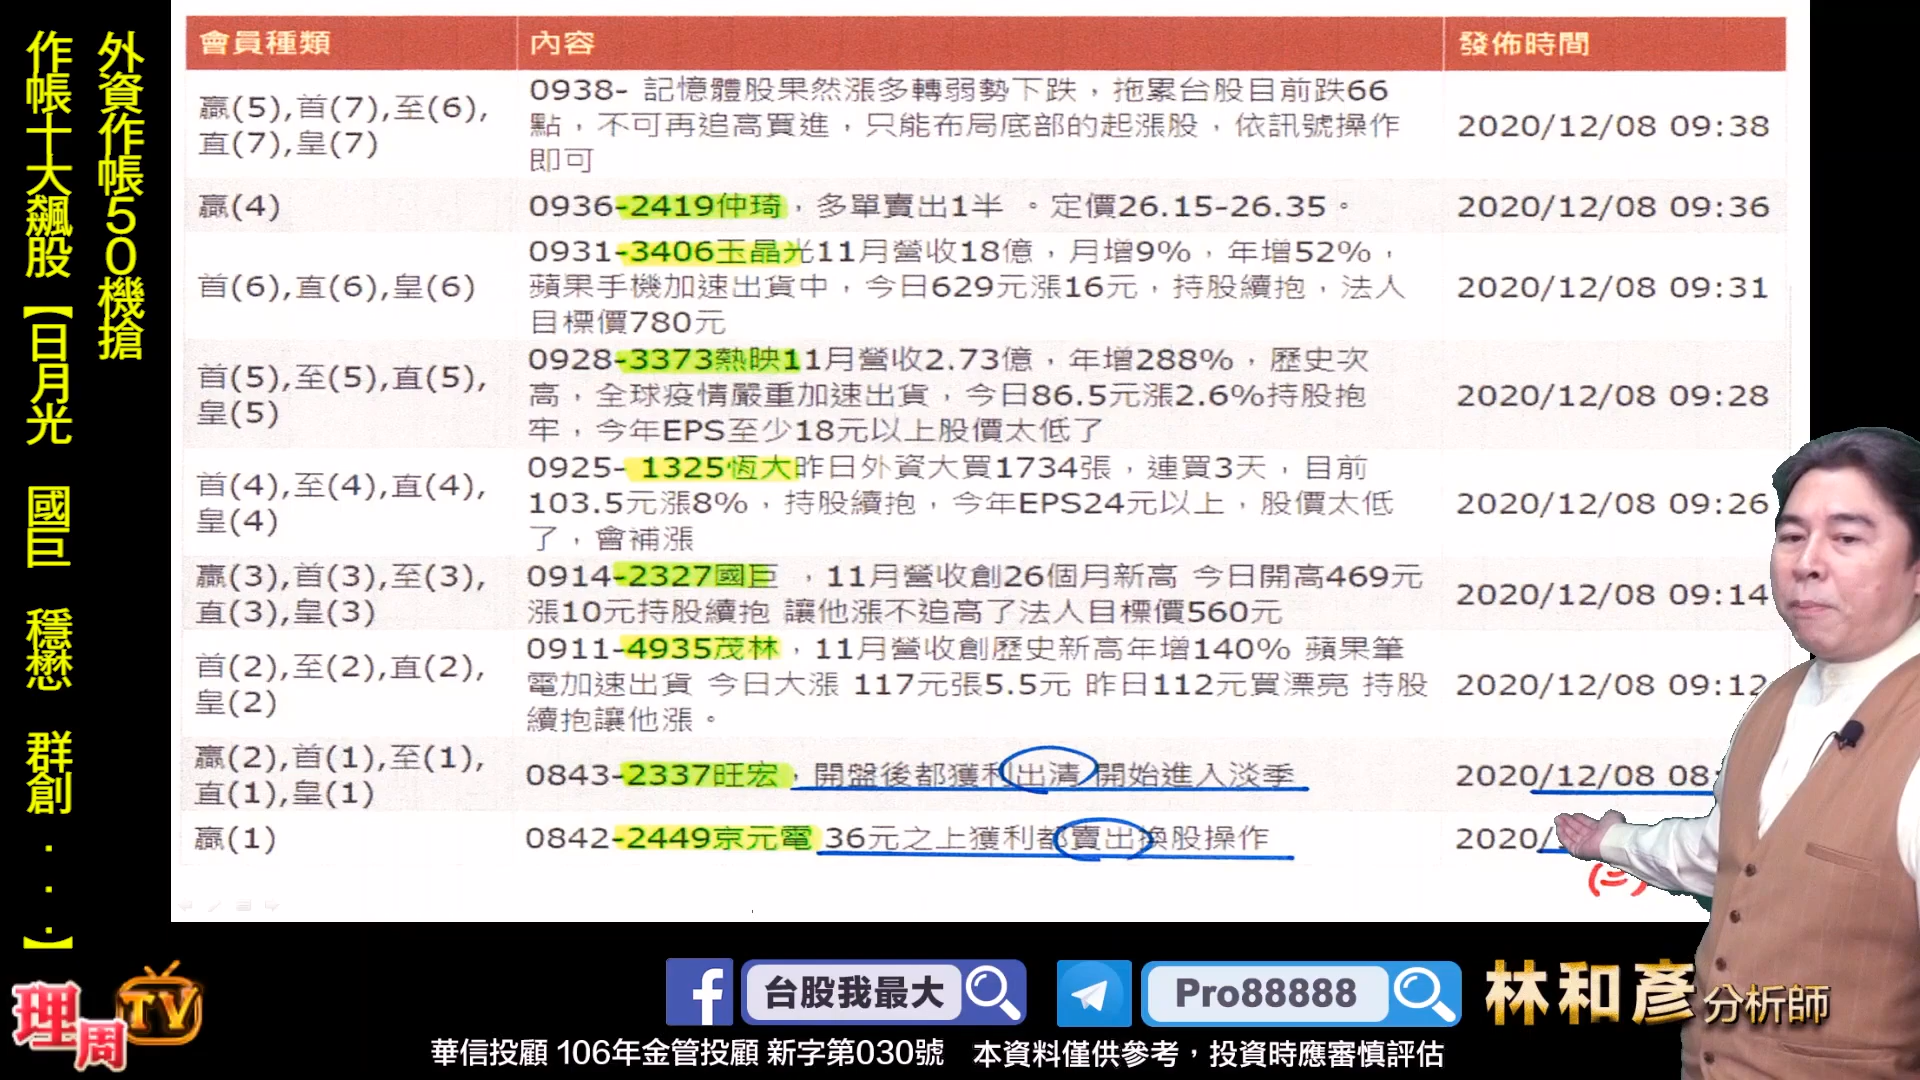 外資作帳50機搶
作帳十大飆股【日月光 國巨 穩懋 群創...】
會員種類 內容 發佈時間
贏(5),首(7),至(6),
直(7),皇(7)
0938- 記憶體股果然漲多轉弱勢下跌，拖累台股目前跌66
點，不可再追高買進，只能布局底部的起漲股，依訊號操作
即可
2020/12/08 09:38
贏(4)
0936-2419仲琦，多單賣出1半 。定價26.15-26.35。
2020/12/08 09:36
首(6),直(6),皇(6)
0931-3406玉晶光11月營收18億，月增9%，年增52%，
蘋果手機加速出貨中，今日629元漲16元，持股續抱，法人
目標價780元
2020/12/08 09:31
首(5),至(5),直(5),
皇(5)
0928-3373熱映11月營收2.73億，年增288%，歷史次
高，全球疫情嚴重加速出貨，今日86.5元漲2.6%持股抱
牢，今年EPS至少18元以上股價太低了
2020/12/08 09:28
首(4),至(4),直(4),
皇(4)
0925- 1325恆大昨日外資大買1734張，連買3天，目前
103.5元漲8%，持股續抱，今年EPS24元以上，股價太低
了，會補漲
2020/12/08 09:26
贏(3),首(3),至(3),
直(3),皇(3)
0914-2327國巨 ，11月營收創26個月新高 今日開高469元
漲10元持股續抱 讓他漲不追高了法人目標價560元
2020/12/08 09:14
首(2),至(2),直(2),
皇(2)
0911-4935茂林，11月營收創歷史新高年增140% 蘋果筆
電加速出貨 今日大漲 117元張5.5元 昨日112元買漂亮 持股
續抱讓他漲。
2020/12/08 09:12
贏(2),首(1),至(1),
直(1),皇(1)
0843-2337旺宏，開盤後都獲利出清 開始進入淡季
2020/12/08 08:
贏(1)
0842-2449京元電 36元之上獲利都賣出換股操作
2020/
(二)
理周TV
台股我最大
Pro88888
林和彥 分析師
華信投顧 106年金管投顧 新字第030號 本資料僅供參考，投資時應審慎評估